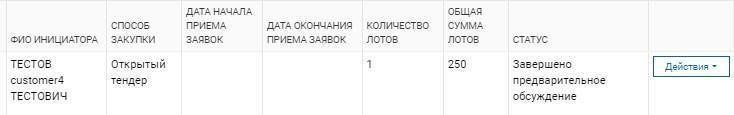 ФИО ИНИЦИАТОРА
СПОСОБ
ЗАКУПКИ
ДАТА НАЧАЛА
ПРИЕМА
ЗАЯВОК
ДАТА ОКОНЧАНИЯ
ПРИЕМА ЗАЯВОК
КОЛИЧЕСТВО
ЛОТОВ
ОБЩАЯ
СУММА
ЛОТОВ
СТАТУС
ТЕСТОВ
customer4
ТЕСТОВИЧ
Открытый
тендер
1
250
Завершено
предварительное
обсуждение
Действия